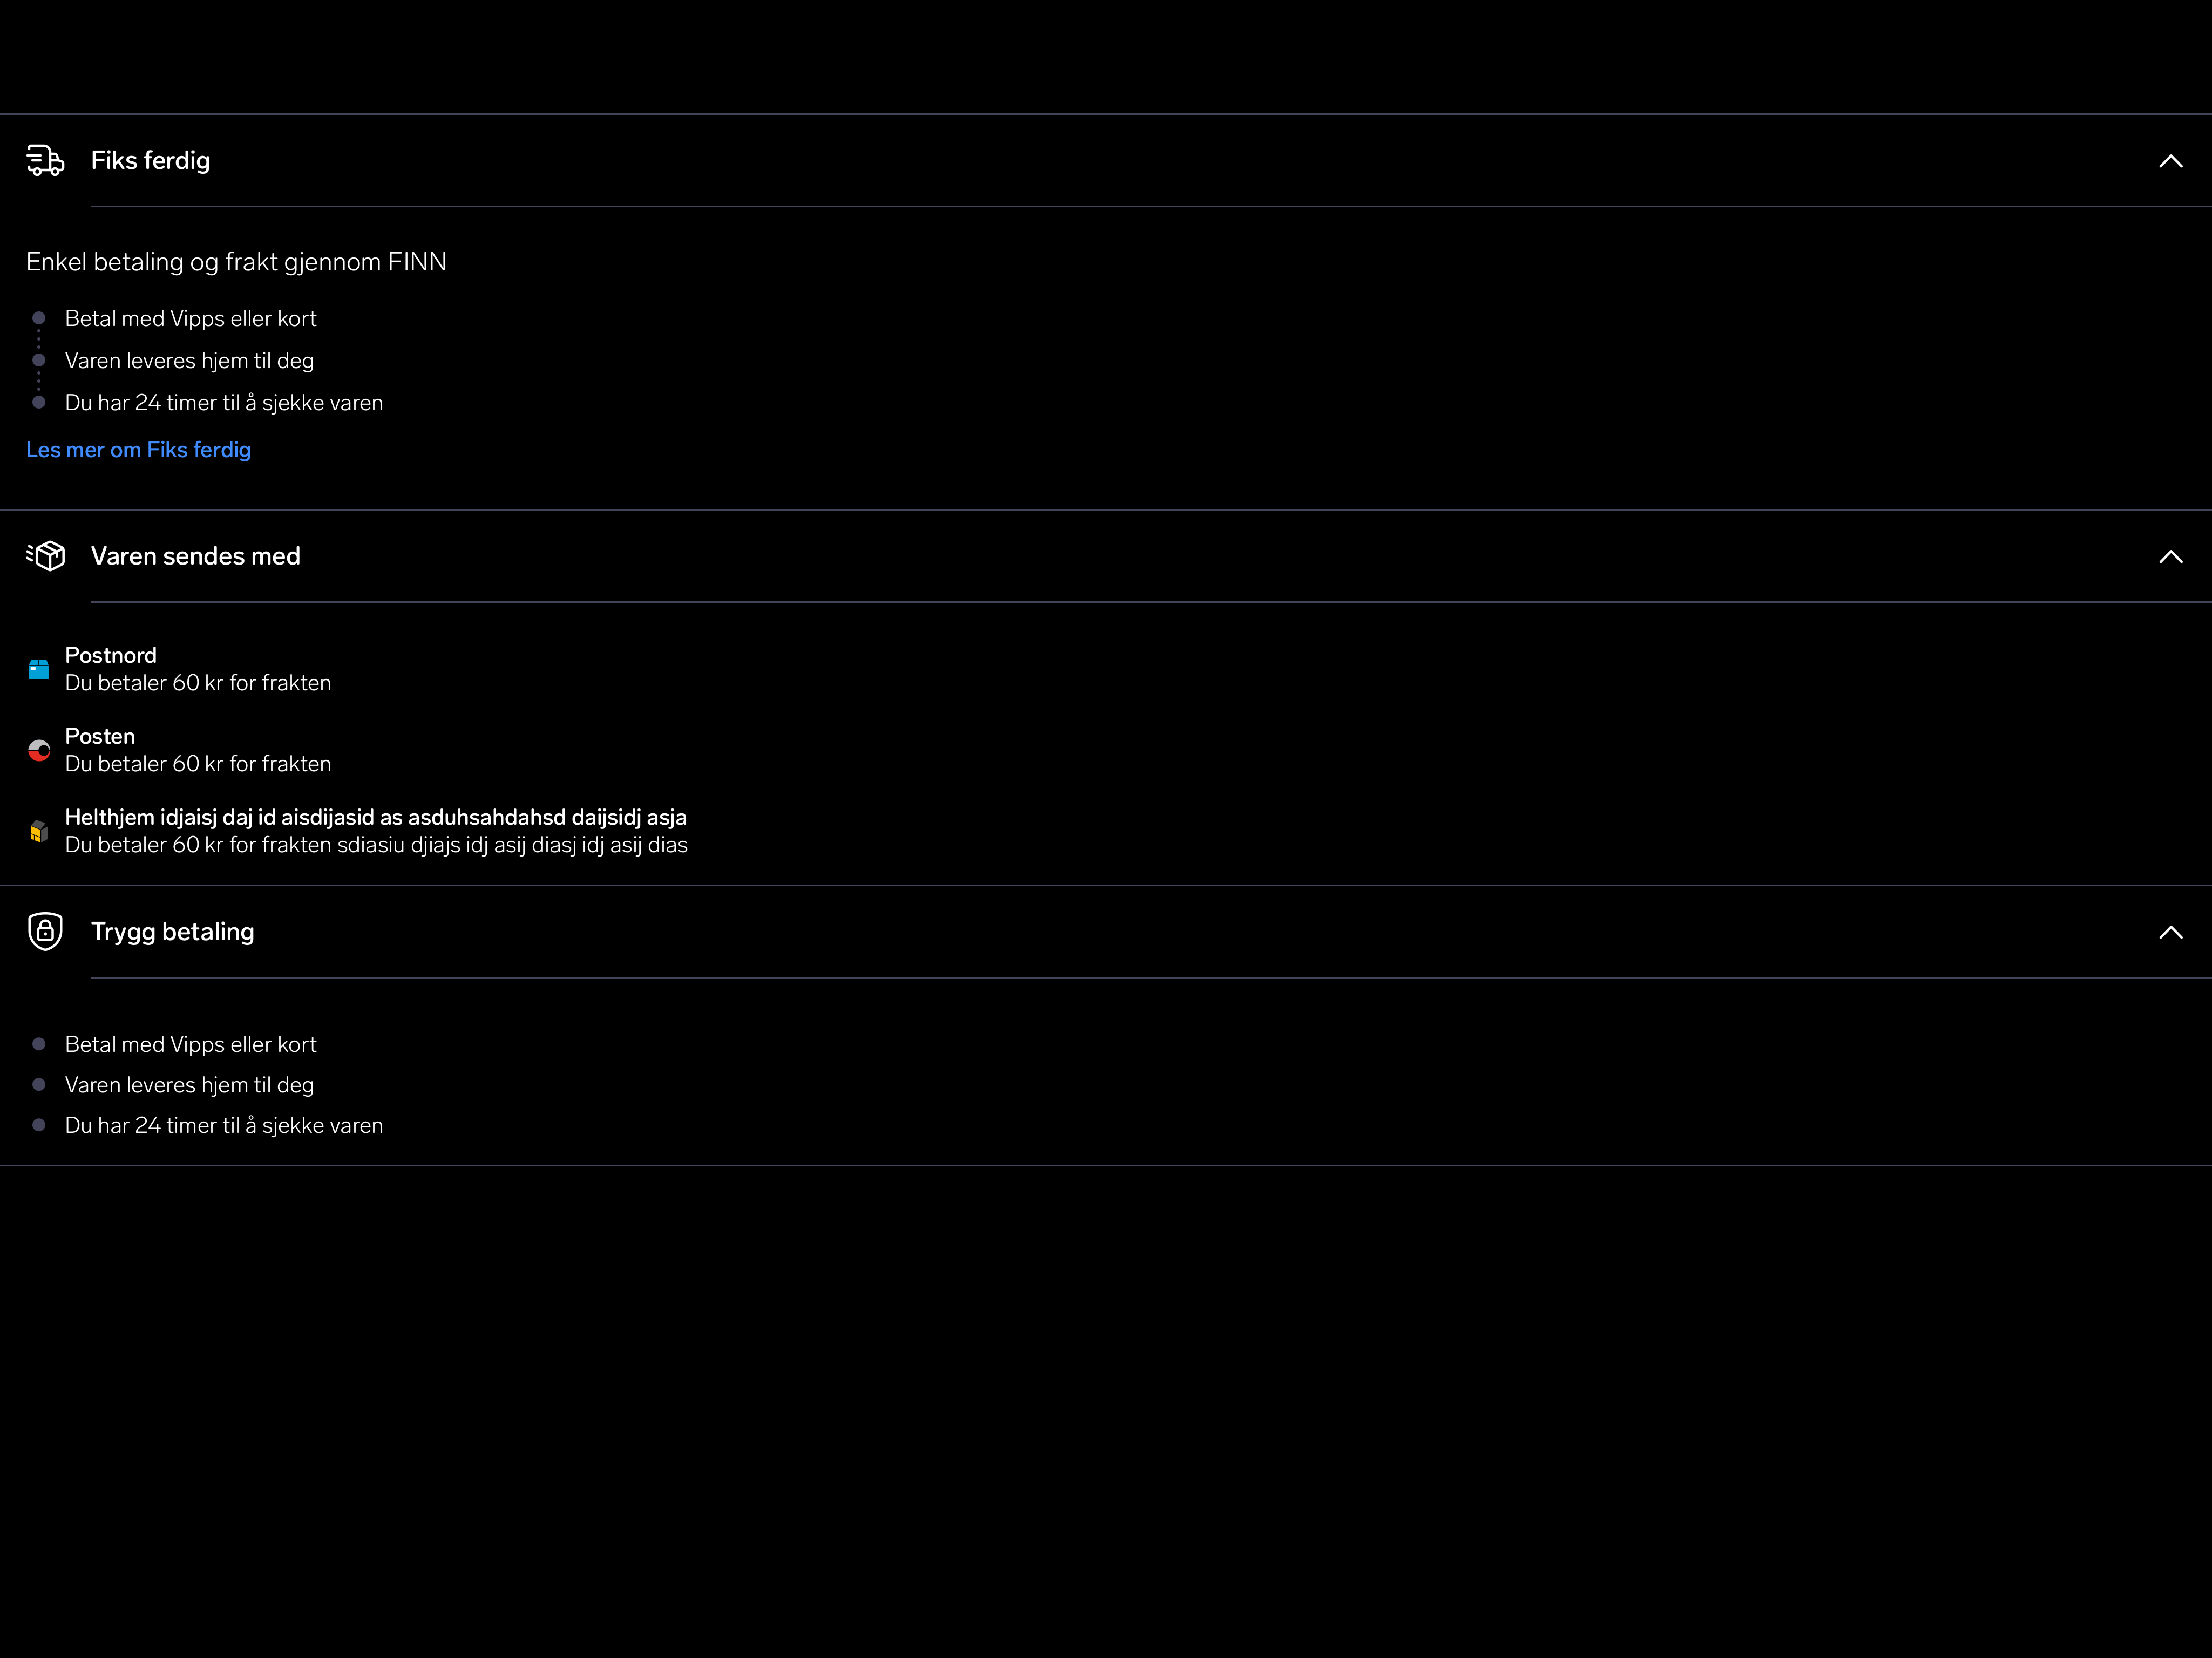 Fiks ferdig
Enkel betaling og frakt gjennom FINN
Betal med Vipps eller kort
Varen leveres hjem til deg
Du har 24 timer til å sjekke varen
Les mer om Fiks ferdig
Varen sendes med
Postnord
Du betaler 60 kr for frakten
Posten
Du betaler 60 kr for frakten
Helthjem idjaisj daj id aisdijasid as asduhsahdahsd daijsidj asja
Du betaler 60 kr for frakten sdiasiu djiajs idj asij diasj idj asij dias
Trygg betaling
Betal med Vipps eller kort
Varen leveres hjem til deg
Du har 24 timer til å sjekke varen